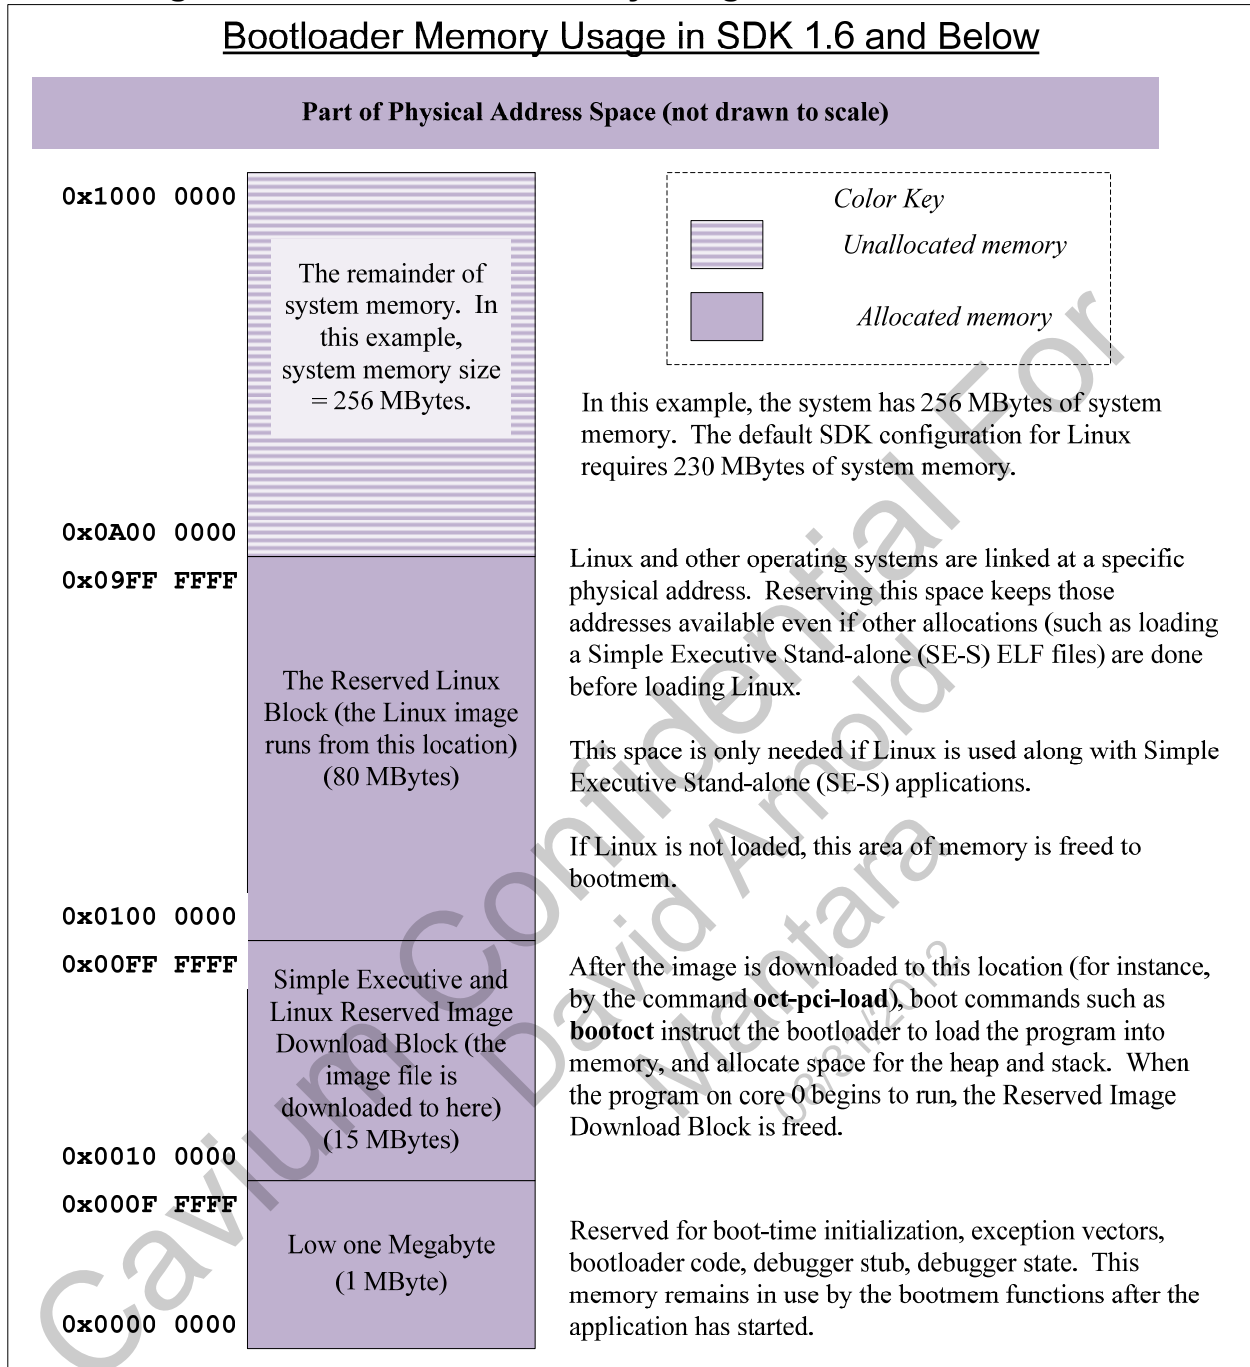 Bootloader Memory Usage in SDK 1.6 and Below
Part of Physical Address Space (not drawn to scale)
0x1000 0000
The remainder of
system memory. In
this example,
system memory size
= 256 MBytes.
0x0A00 0000
Color Key
Unallocated memory
Allocated memory
In this example, the system has 256 MBytes of system
memory. The default SDK configuration for Linux
requires 230 MBytes of system memory.
0x09FF FFFF
The Reserved Linux
Block (the Linux image
runs from this location)
(80 MBytes)
0x0100 0000
Linux and other operating systems are linked at a specific
physical address. Reserving this space keeps those
addresses available even if other allocations (such as loading
a Simple Executive Stand-alone (SE-S) ELF files) are done
before loading Linux.
This space is only needed if Linux is used along with Simple
Executive Stand-alone (SE-S) applications.
If Linux is not loaded, this area of memory is freed to
bootmem.
0x00FF FFFF
Simple Executive and
Linux Reserved Image
Download Block (the
image file is
downloaded to here)
(15 MBytes)
0x0010 0000
After the image is downloaded to this location (for instance,
by the command oct-pci-load), boot commands such as
bootoct instruct the bootloader to load the program into
memory, and allocate space for the heap and stack. When
the program on core 0 begins to run, the Reserved Image
Download Block is freed.
0x000F FFFF
Low one Megabyte
(1 MByte)
0x0000 0000
Reserved for boot-time initialization, exception vectors,
bootloader code, debugger stub, debugger state. This
memory remains in use by the bootmem functions after the
application has started.
Cavium Confidential For
David Arnold
Mantara
08/31/2012